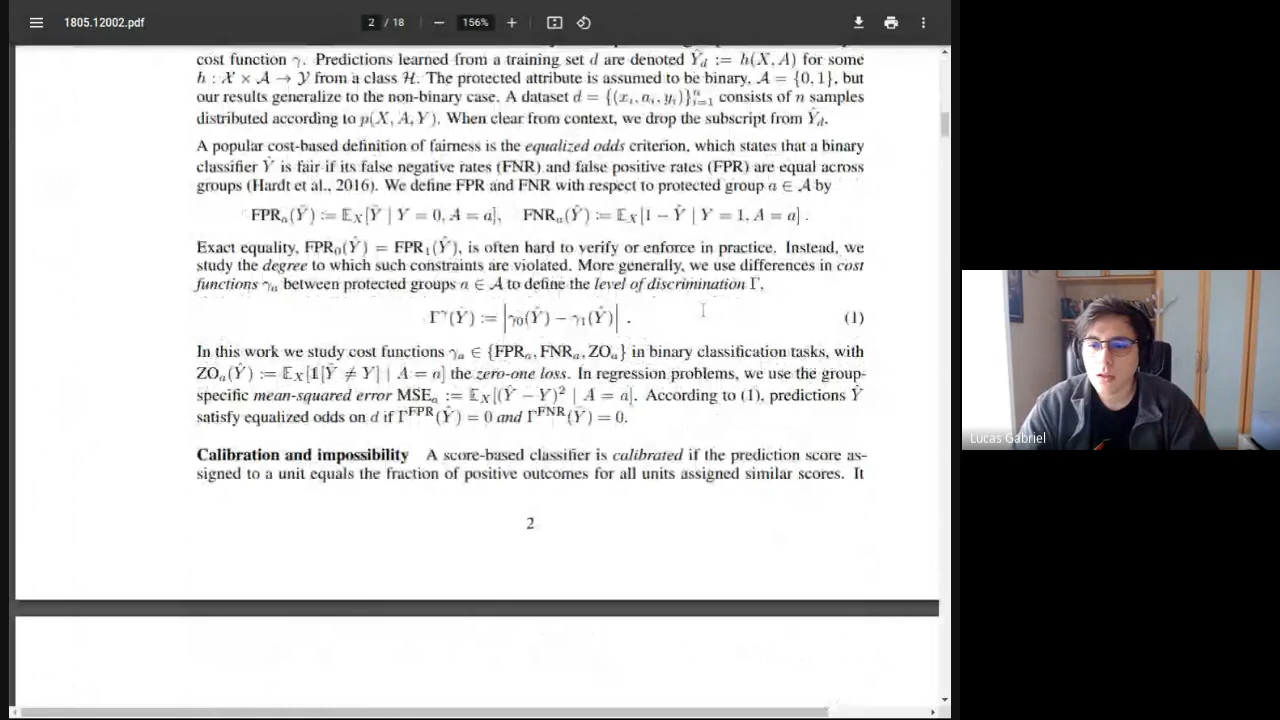 1805.12002.pdf
2 / 18
156%
cost function γ. Predictions learned from a training set d are denoted Ŷ_d := h(X, A) for some
h : X × A → Y from a class H. The protected attribute is assumed to be binary, A = {0, 1}, but
our results generalize to the non-binary case. A dataset d = {(x_i, a_i, y_i)}_{i=1}^n consists of n samples
distributed according to p(X, A, Y). When clear from context, we drop the subscript from Ŷ_d.
A popular cost-based definition of fairness is the equalized odds criterion, which states that a binary
classifier Ŷ is fair if its false negative rates (FNR) and false positive rates (FPR) are equal across
groups (Hardt et al., 2016). We define FPR and FNR with respect to protected group a ∈ A by
FPR_a(Ŷ) := 𝔼_X[Ŷ | Y = 0, A = a], FNR_a(Ŷ) := 𝔼_X[1 − Ŷ | Y = 1, A = a] .
Exact equality, FPR_0(Ŷ) = FPR_1(Ŷ), is often hard to verify or enforce in practice. Instead, we
study the degree to which such constraints are violated. More generally, we use differences in cost
functions γ_a between protected groups a ∈ A to define the level of discrimination Γ,
Γ^γ(Ŷ) := |γ_0(Ŷ) − γ_1(Ŷ)| . (1)
In this work we study cost functions γ_a ∈ {FPR_a, FNR_a, ZO_a} in binary classification tasks, with
ZO_a(Ŷ) := 𝔼_X[𝟙[Ŷ ≠ Y] | A = a] the zero-one loss. In regression problems, we use the group-
specific mean-squared error MSE_a := 𝔼_X[(Ŷ − Y)² | A = a]. According to (1), predictions Ŷ
satisfy equalized odds on d if Γ^FPR(Ŷ) = 0 and Γ^FNR(Ŷ) = 0.
Calibration and impossibility A score-based classifier is calibrated if the prediction score as-
signed to a unit equals the fraction of positive outcomes for all units assigned similar scores. It
2
Lucas Gabriel